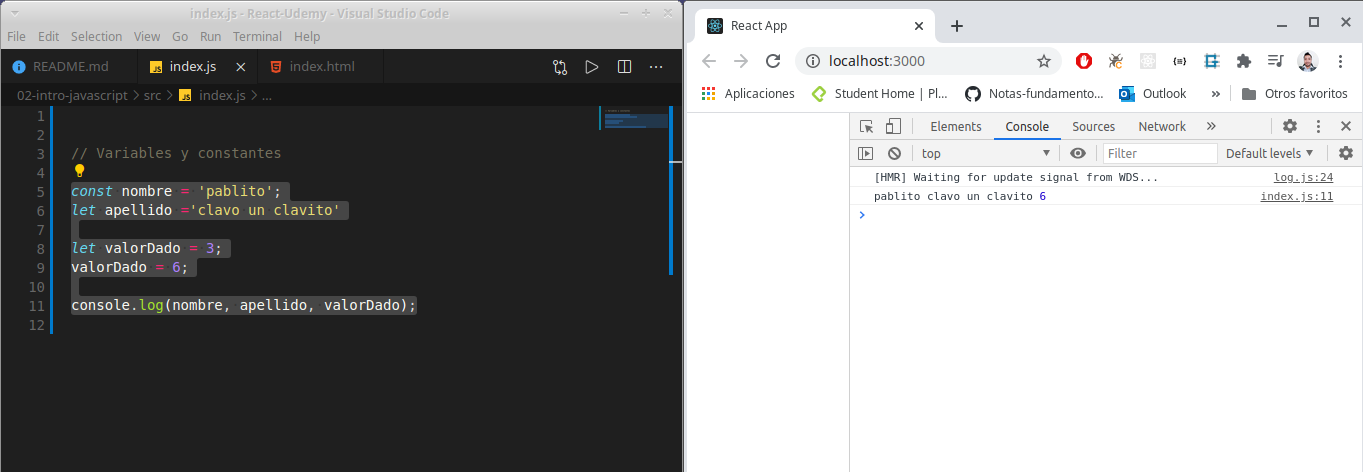 index.js - React-Udemy - Visual Studio Code
File Edit Selection View Go Run Terminal Help
README.md index.js index.html
02-intro-javascript > src > index.js > ...
1
2
3 // Variables y constantes
4
5 const nombre = 'pablito';
6 let apellido ='clavo un clavito'
7
8 let valorDado = 3;
9 valorDado = 6;
10
11 console.log(nombre, apellido, valorDado);
12
React App
localhost:3000
Aplicaciones Student Home | Pl... Notas-fundamento... Outlook » Otros favoritos
Elements Console Sources Network »
top Filter Default levels
[HMR] Waiting for update signal from WDS... log.js:24
pablito clavo un clavito 6 index.js:11
>